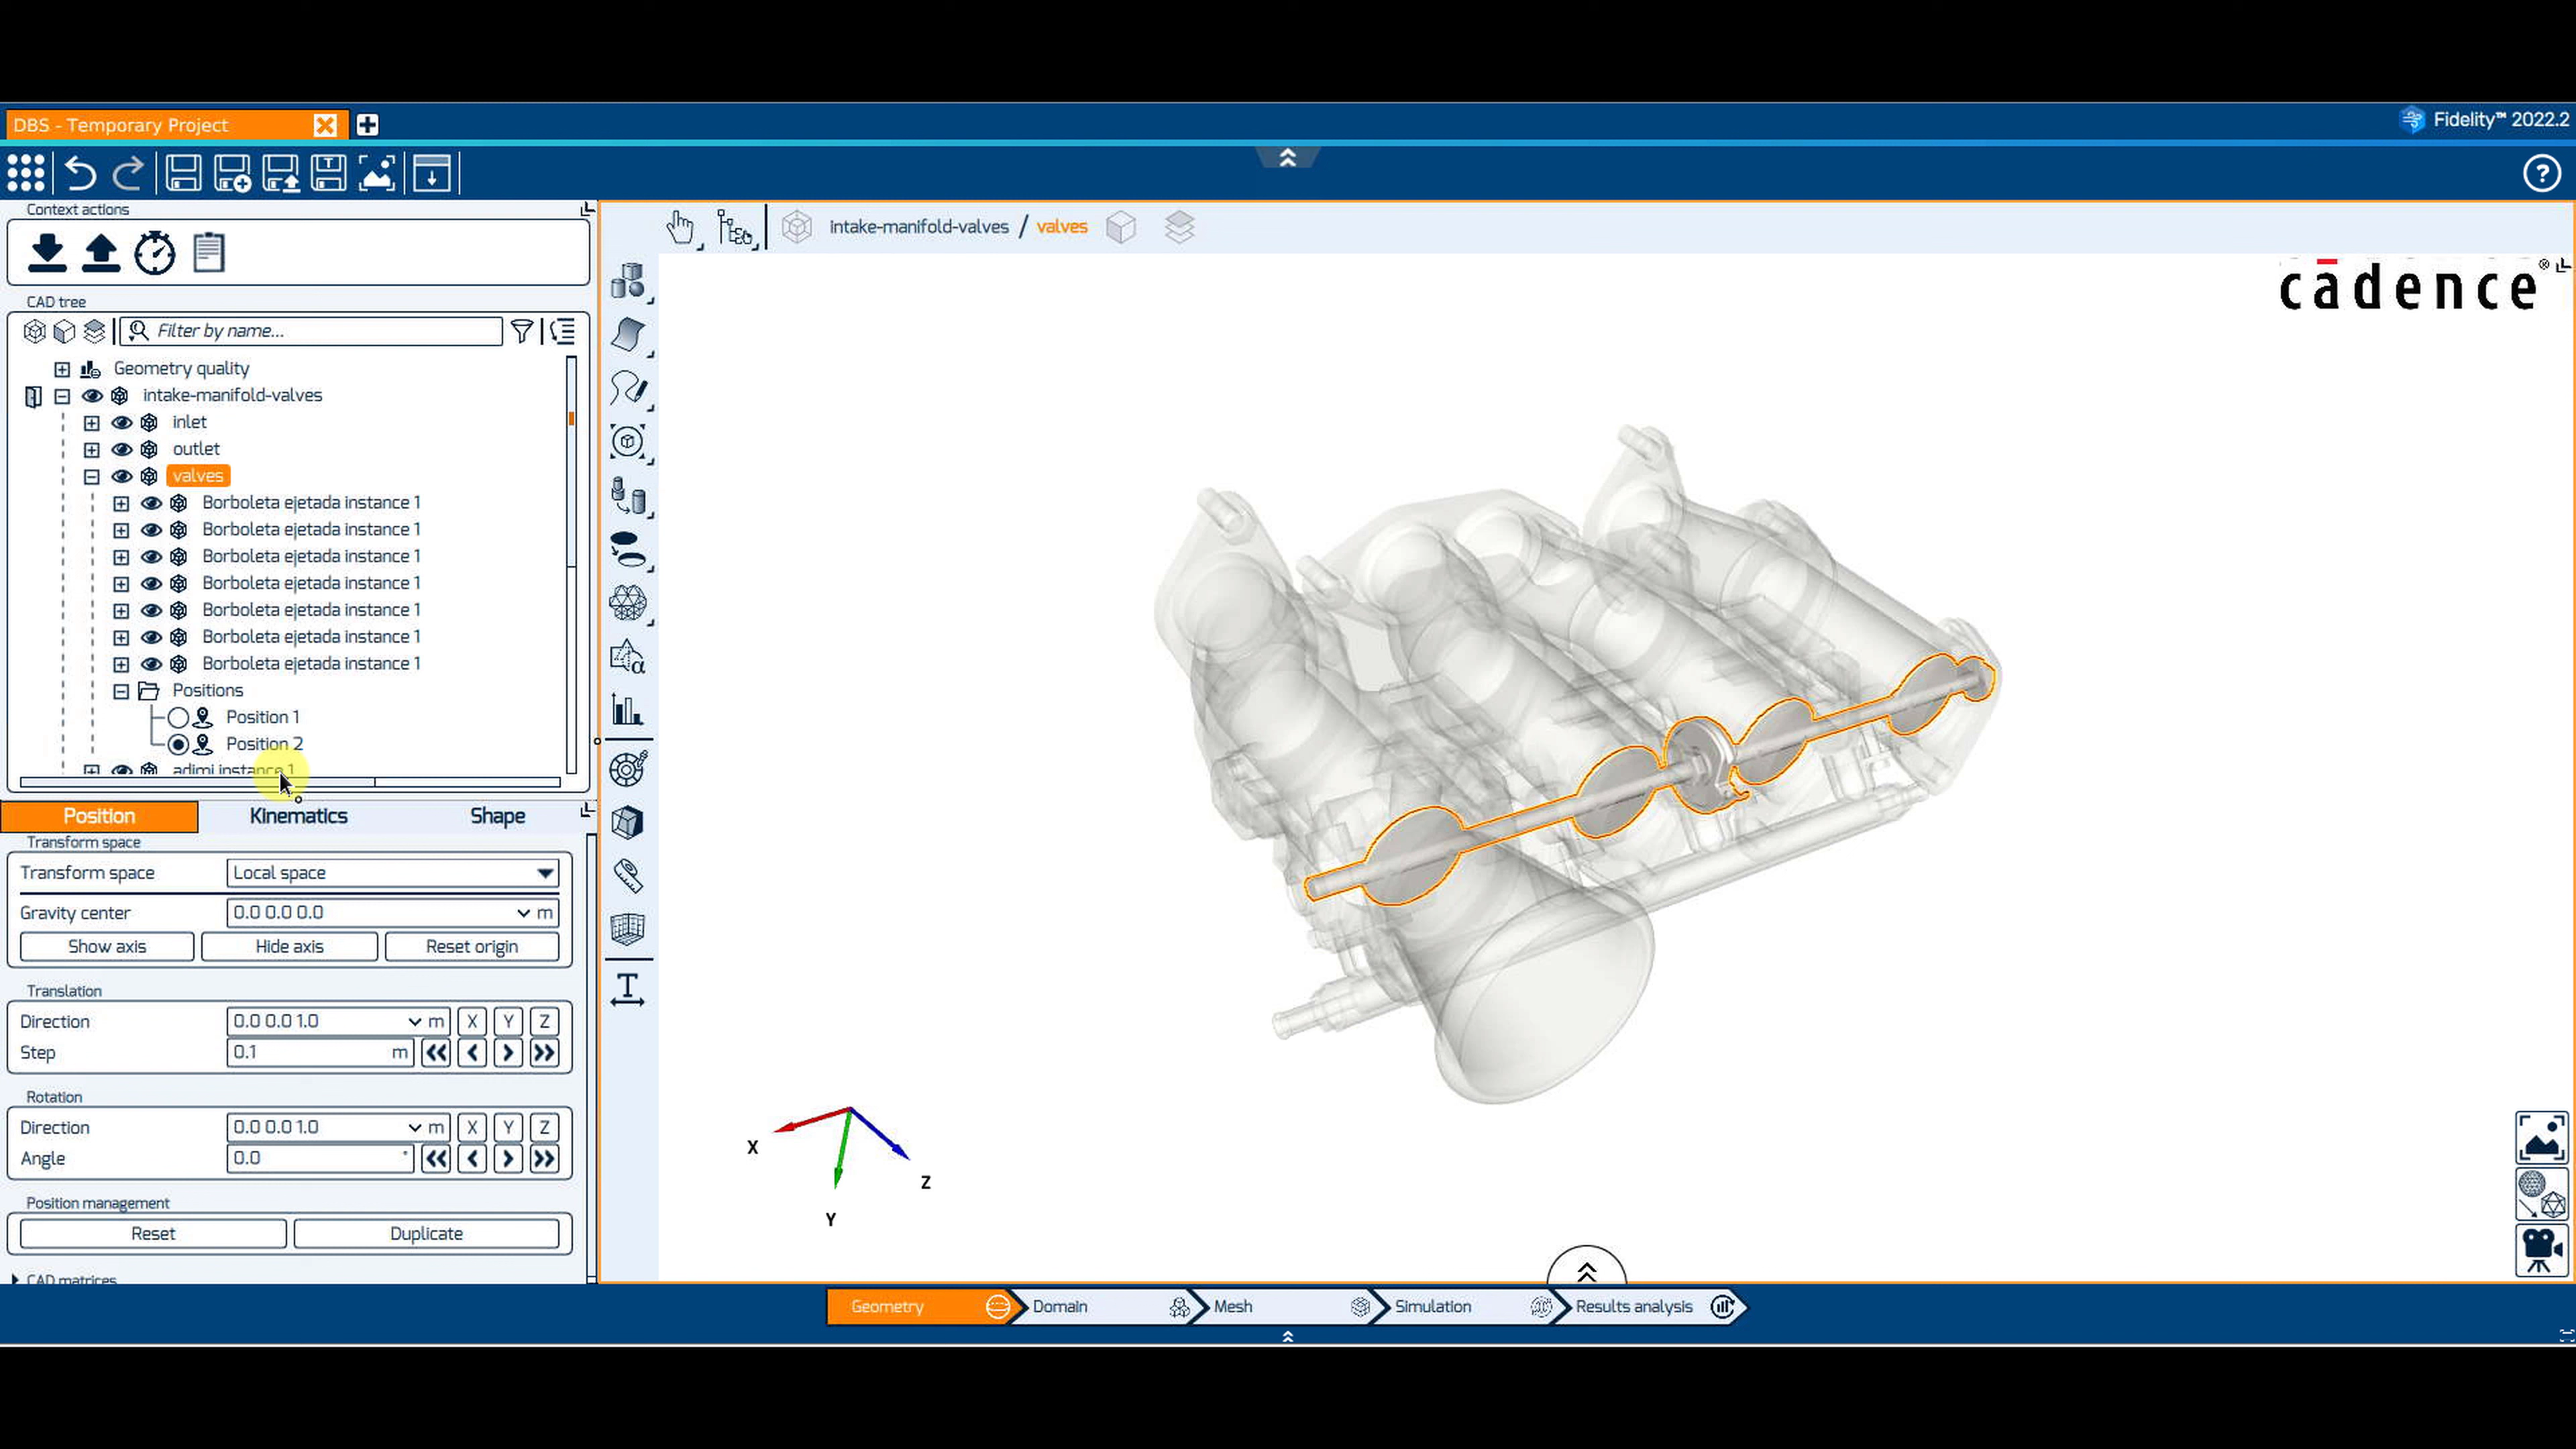 DBS - Temporary Project
Fidelity™ 2022.2
Context actions
intake-manifold-valves / valves
cadence®
CAD tree
Filter by name...
Geometry quality
intake-manifold-valves
inlet
outlet
valves
Borboleta ejetada instance 1
Borboleta ejetada instance 1
Borboleta ejetada instance 1
Borboleta ejetada instance 1
Borboleta ejetada instance 1
Borboleta ejetada instance 1
Borboleta ejetada instance 1
Positions
Position 1
Position 2
adimi instance 1
Position Kinematics Shape
Transform space
Transform space Local space
Gravity center 0.0 0.0 0.0 m
Show axis Hide axis Reset origin
Translation
Direction 0.0 0.0 1.0 m X Y Z
Step 0.1 m
Rotation
Direction 0.0 0.0 1.0 m X Y Z
Angle 0.0 °
Position management
Reset Duplicate
CAD matrices
X
Y
Z
T
Geometry Domain Mesh Simulation Results analysis